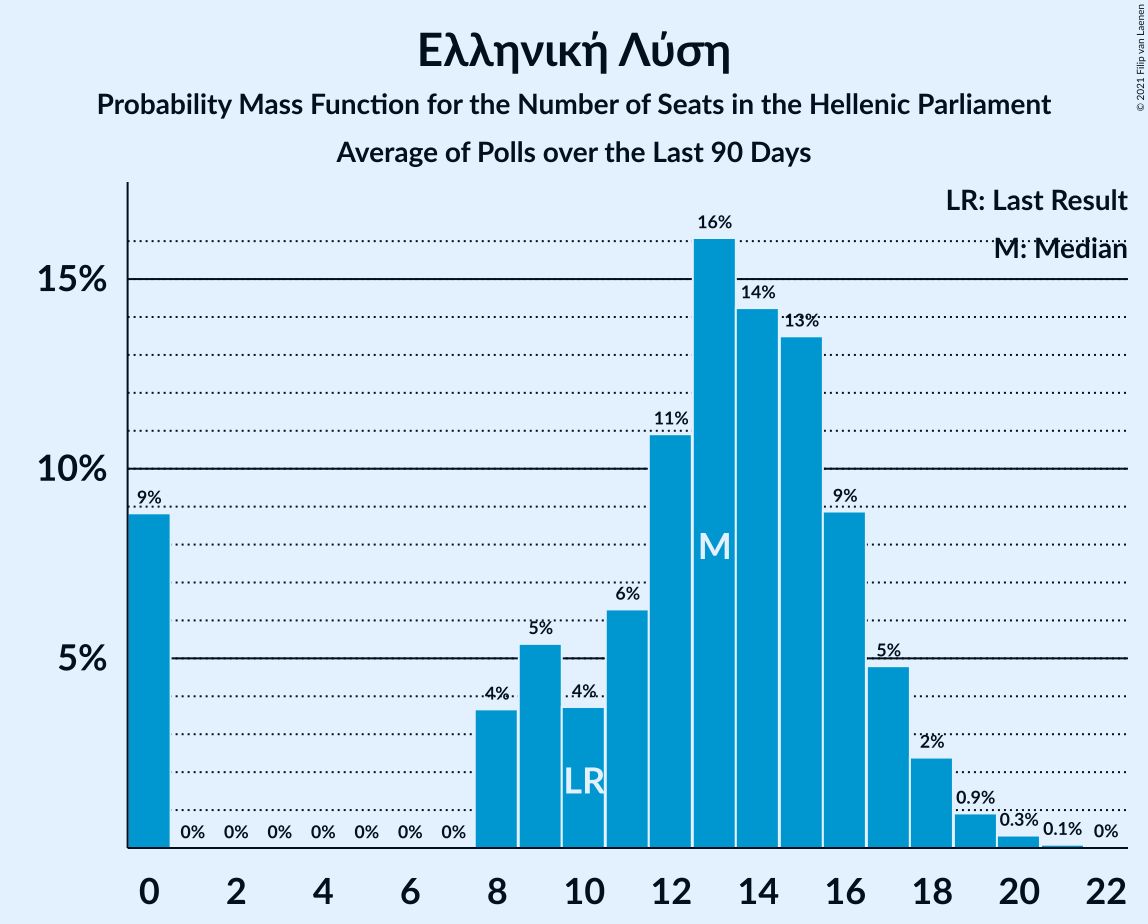 Ελληνική Λύση
Probability Mass Function for the Number of Seats in the Hellenic Parliament
Average of Polls over the Last 90 Days
© 2021 Filip van Laenen
LR: Last Result
M: Median
15%
10%
5%
9%
0%
0%
0%
0%
0%
0%
0%
4%
5%
4%
6%
11%
16%
14%
13%
9%
5%
2%
0.9%
0.3%
0.1%
0%
M
LR
0 2 4 6 8 10 12 14 16 18 20 22